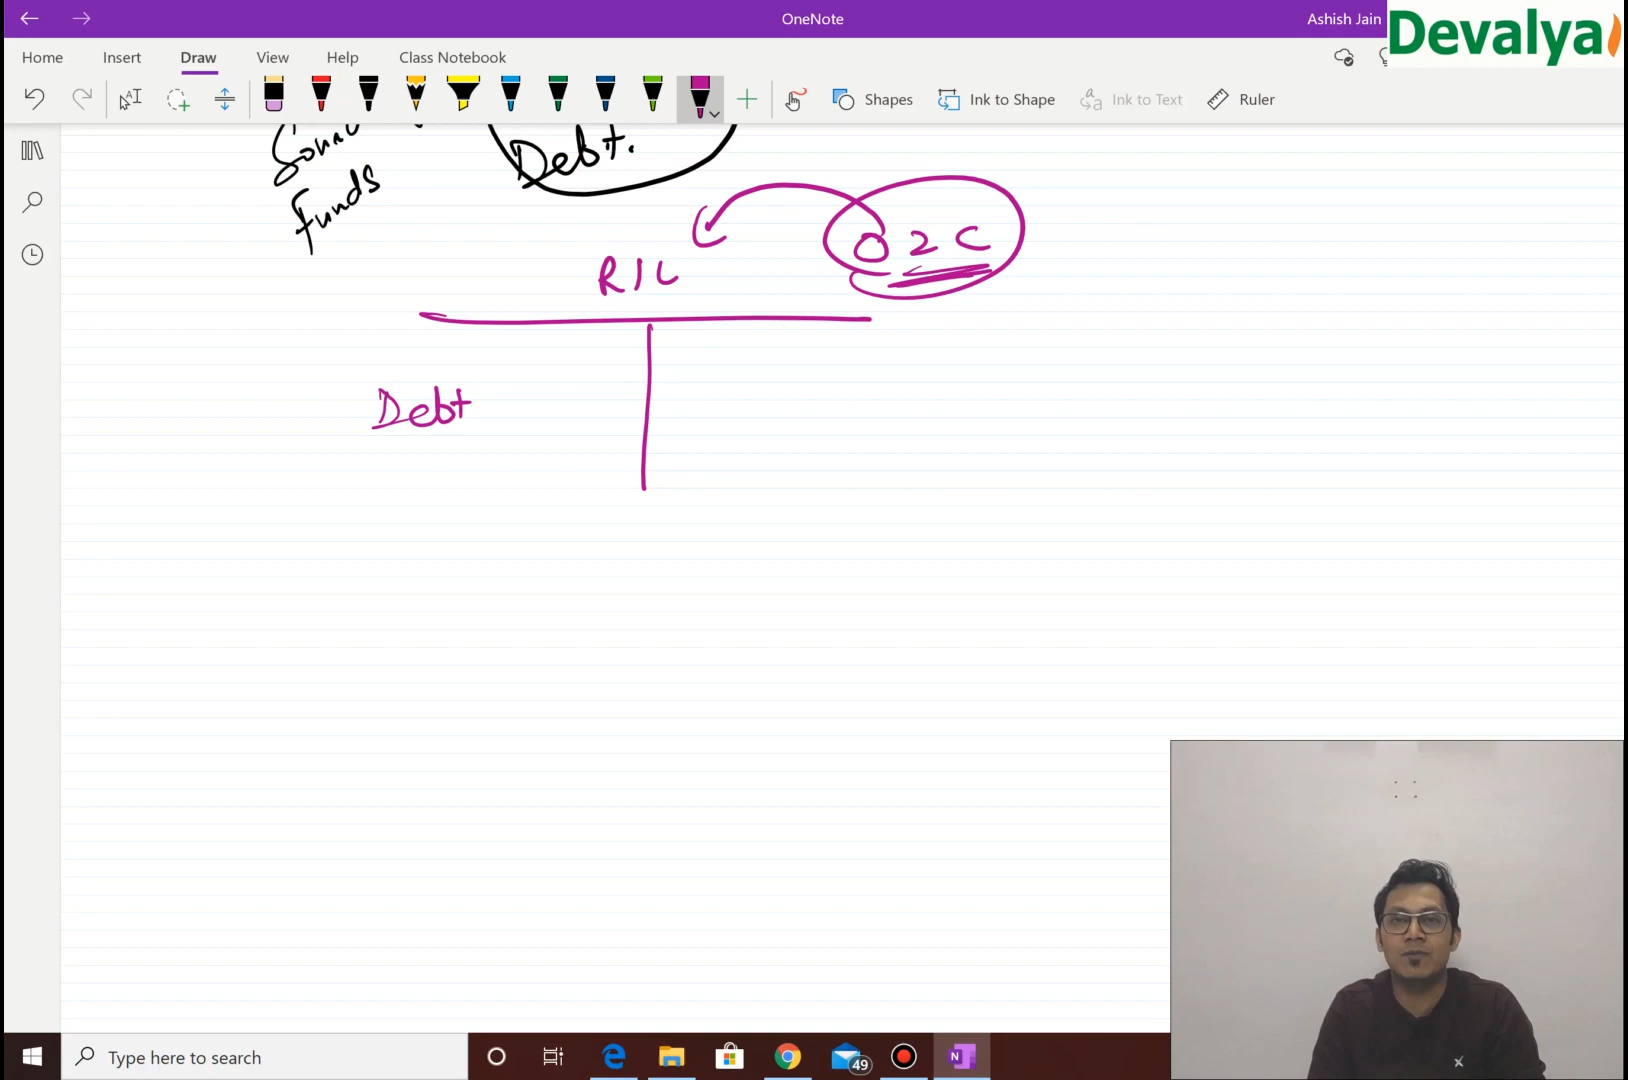 OneNote
Ashish Jain
Devalya
Home Insert Draw View Help Class Notebook
Shapes Ink to Shape Ink to Text Ruler
Debt.
Funds
O2C
RIL
Debt
Type here to search
49
N